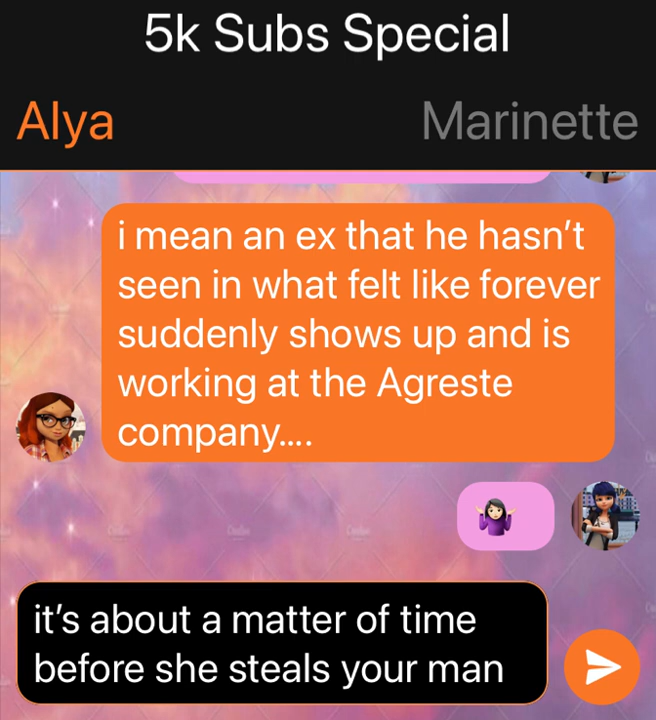 5k Subs Special
Alya
Marinette
i mean an ex that he hasn’t
seen in what felt like forever
suddenly shows up and is
working at the Agreste
company....
it’s about a matter of time
before she steals your man